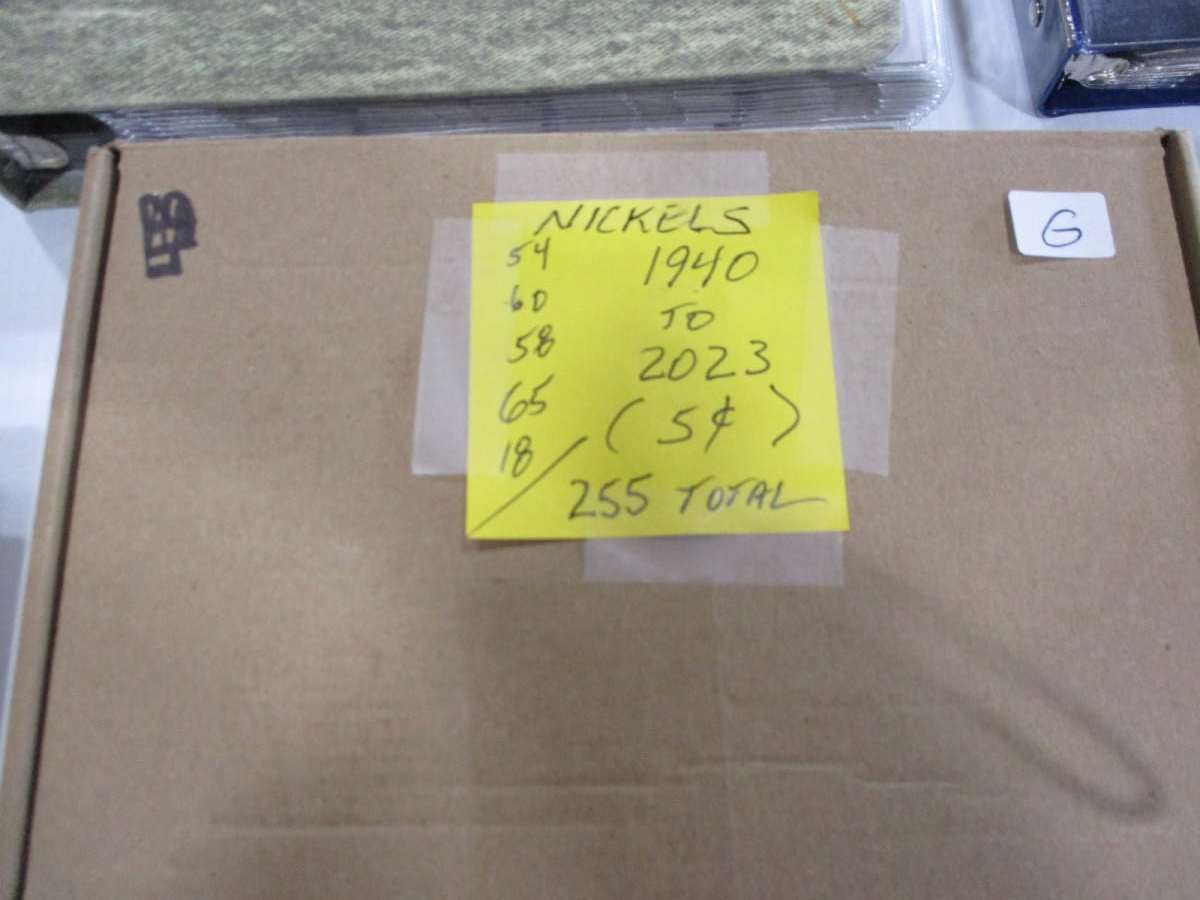 NICKELS
54
1940
60
TO
58
2023
65
(5¢)
18
255 TOTAL
G